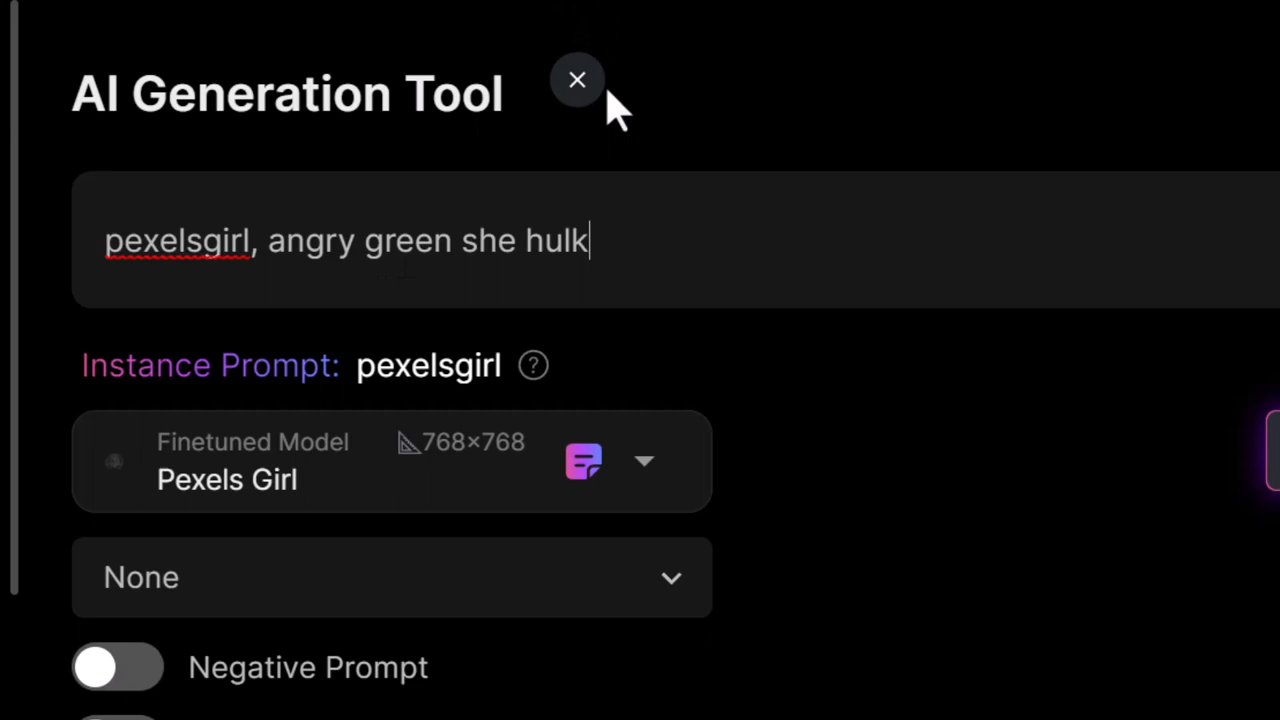 AI Generation Tool
pexelsgirl, angry green she hulk
Instance Prompt: pexelsgirl
Finetuned Model 768×768
Pexels Girl
None
Negative Prompt